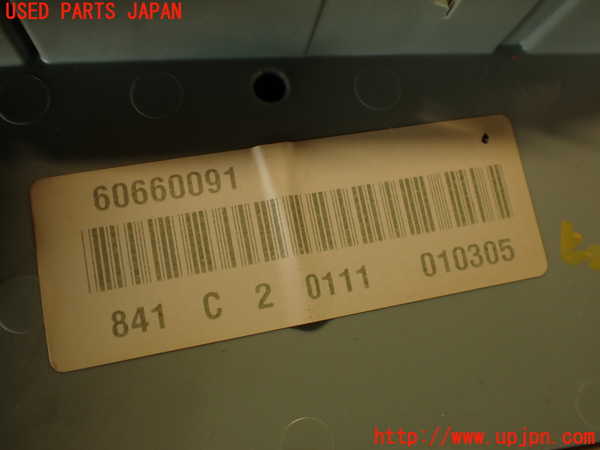 USED PARTS JAPAN
60660091
841 C 2 0111 010305
http://www.upjpn.com